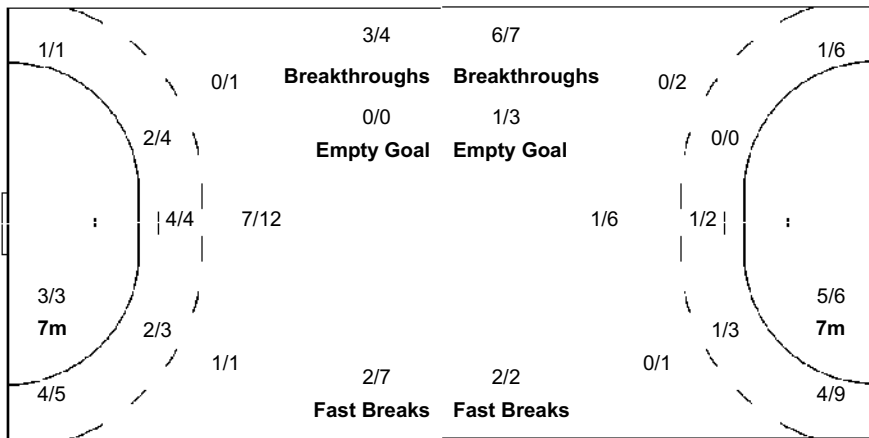 3/4 6/7
1/1 1/6
0/1 Breakthroughs Breakthroughs 0/2
0/0 1/3
2/4 0/0
Empty Goal Empty Goal
4/4 7/12 1/6 1/2
3/3 5/6
7m 7m
2/3 1/3
1/1 0/1
2/7 2/2
4/5 4/9
Fast Breaks Fast Breaks